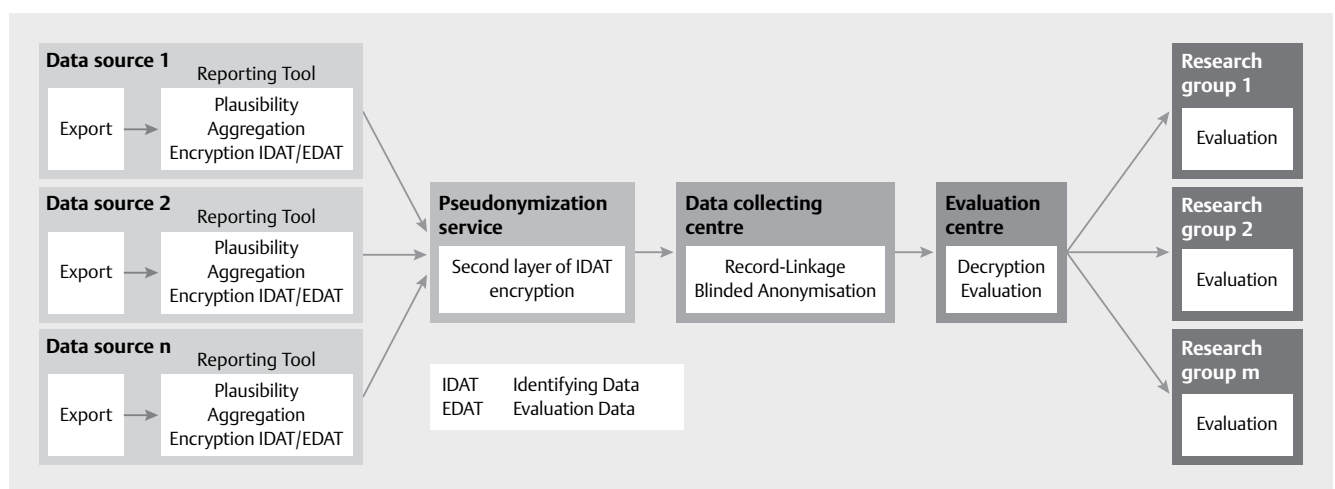 Data source 1
Reporting Tool
Export
Plausibility
Aggregation
Encryption IDAT/EDAT
Data source 2
Reporting Tool
Export
Plausibility
Aggregation
Encryption IDAT/EDAT
Data source n
Reporting Tool
Export
Plausibility
Aggregation
Encryption IDAT/EDAT
Pseudonymization
service
Second layer of IDAT
encryption
Data collecting
centre
Record-Linkage
Blinded Anonymisation
Evaluation
centre
Decryption
Evaluation
Research
group 1
Evaluation
Research
group 2
Evaluation
Research
group m
Evaluation
IDAT Identifying Data
EDAT Evaluation Data